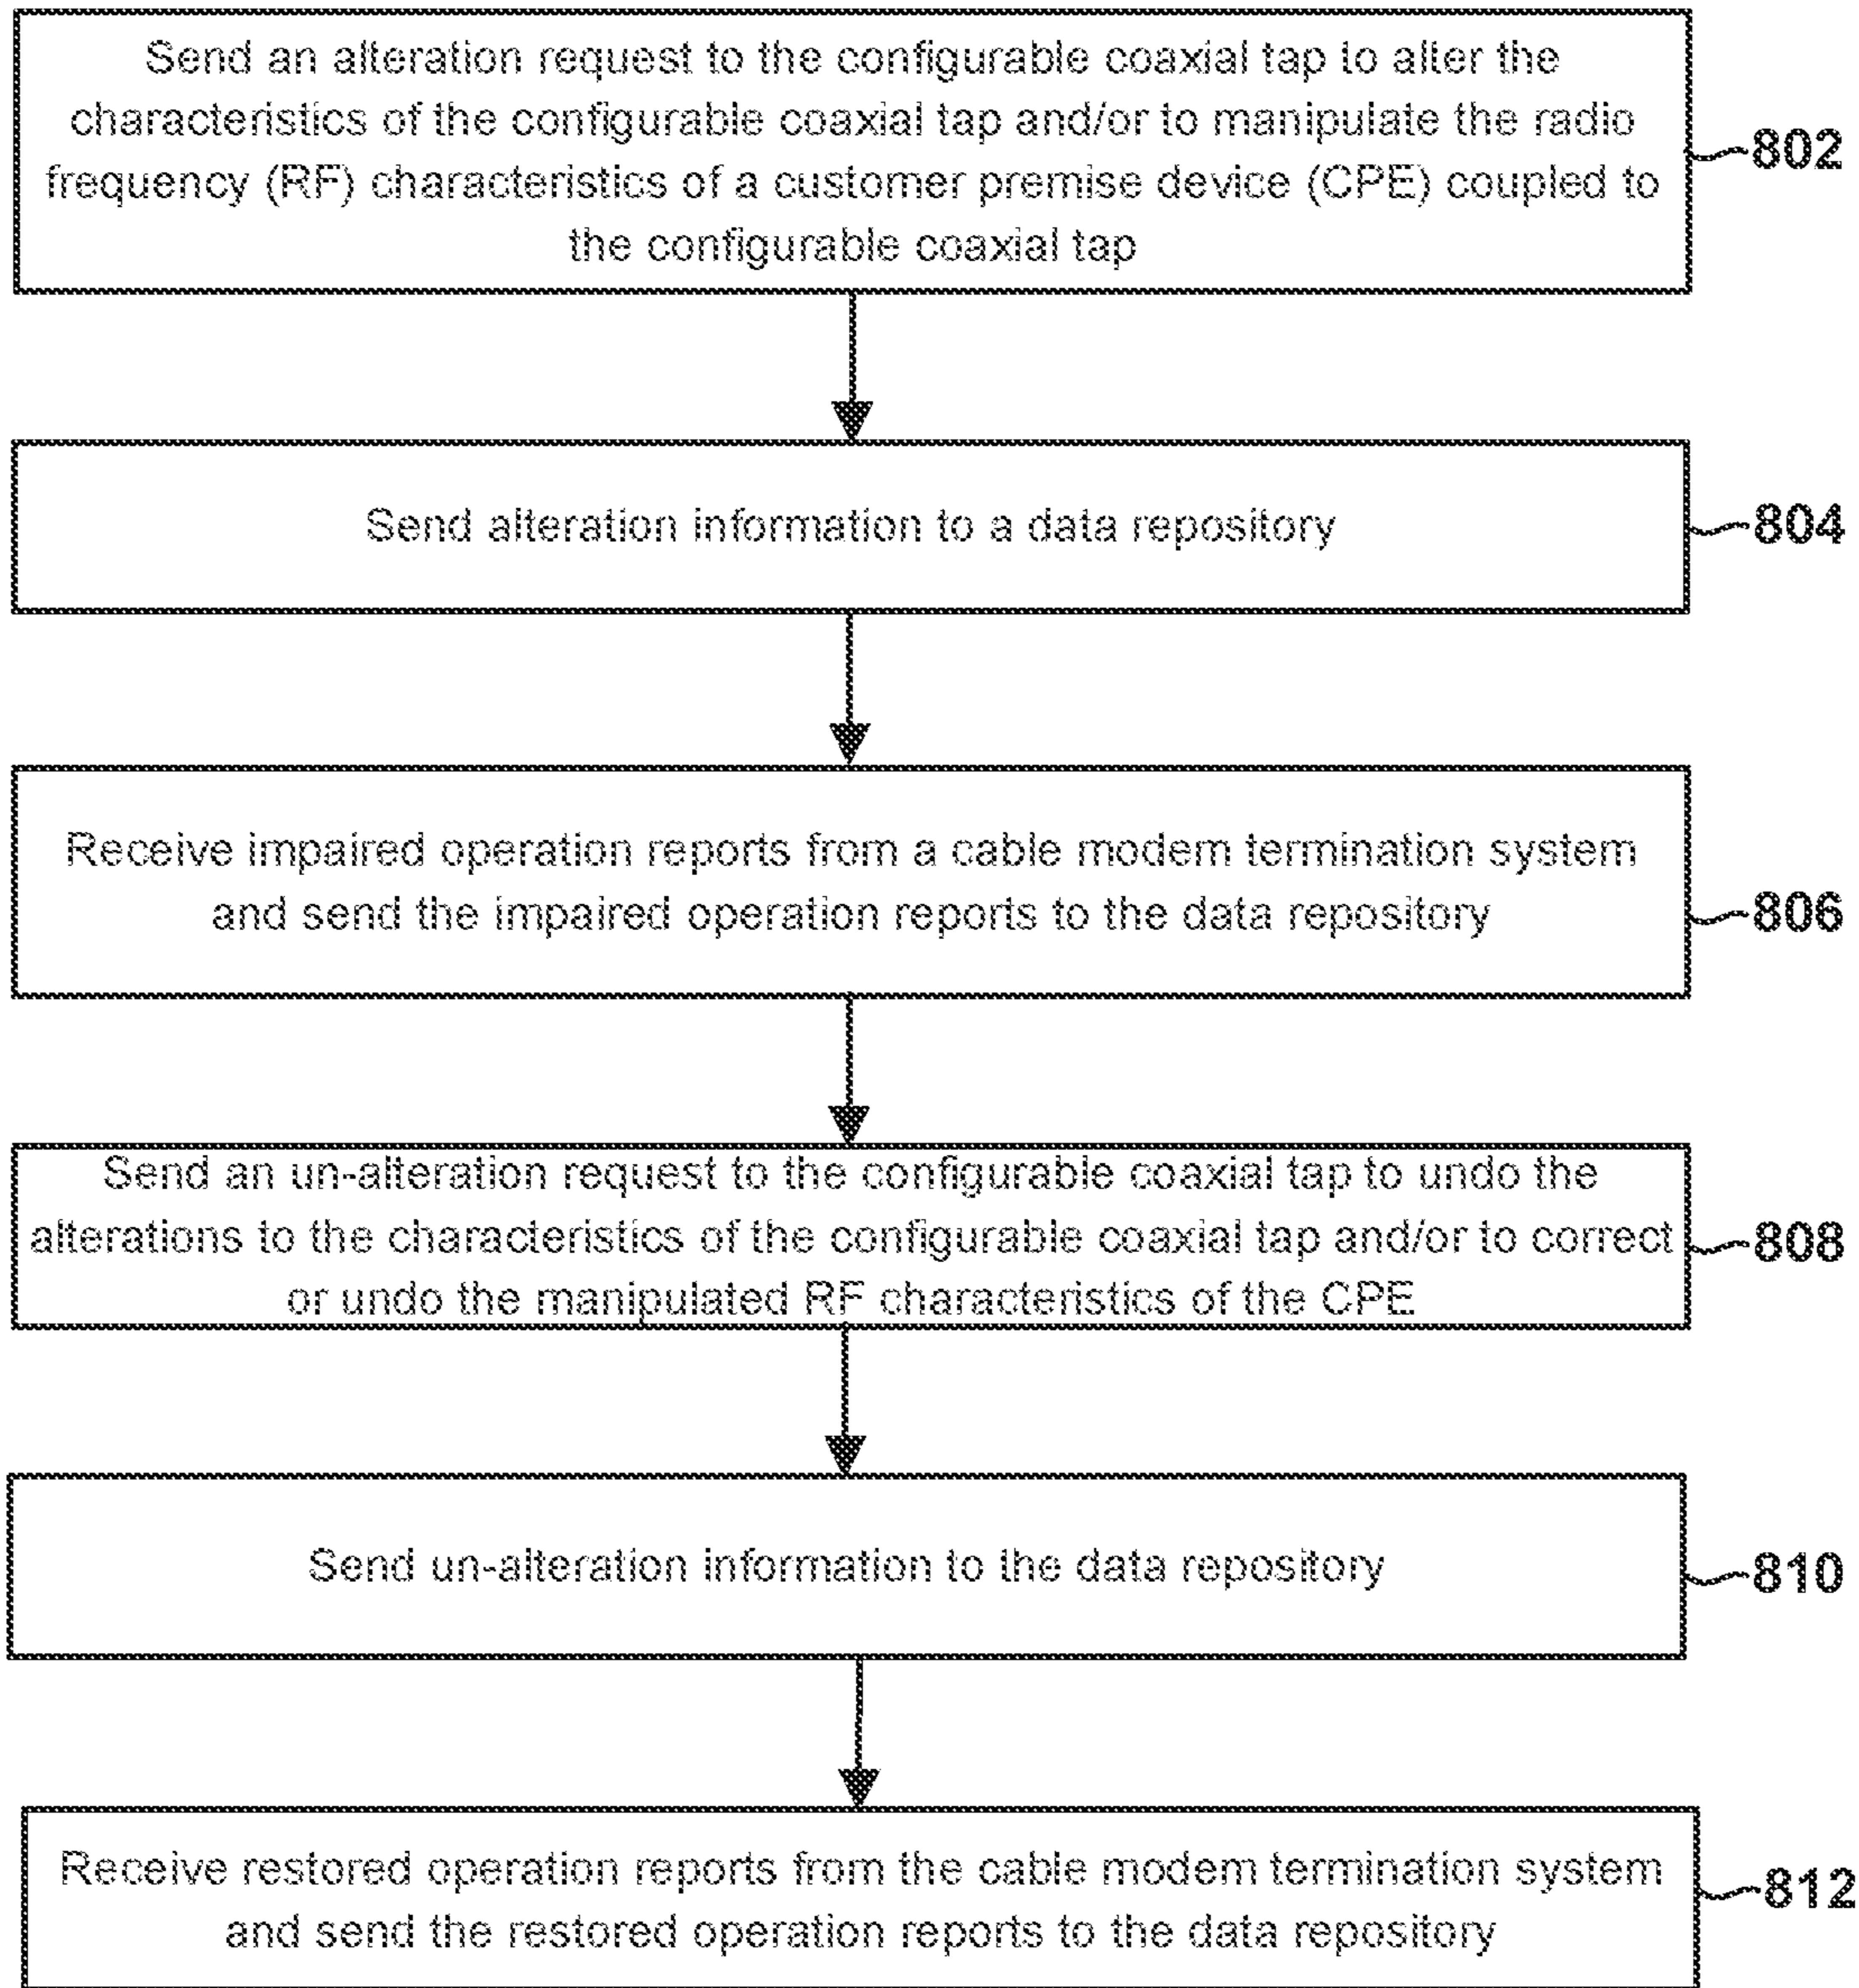 Send an alteration request to the configurable coaxial tap to alter the
characteristics of the configurable coaxial tap and/or to manipulate the radio
frequency (RF) characteristics of a customer premise device (CPE) coupled to
the configurable coaxial tap
802
Send alteration information to a data repository
804
Receive impaired operation reports from a cable modem termination system
and send the impaired operation reports to the data repository
806
Send an un-alteration request to the configurable coaxial tap to undo the
alterations to the characteristics of the configurable coaxial tap and/or to correct
or undo the manipulated RF characteristics of the CPE
808
Send un-alteration information to the data repository
810
Receive restored operation reports from the cable modem termination system
and send the restored operation reports to the data repository
812